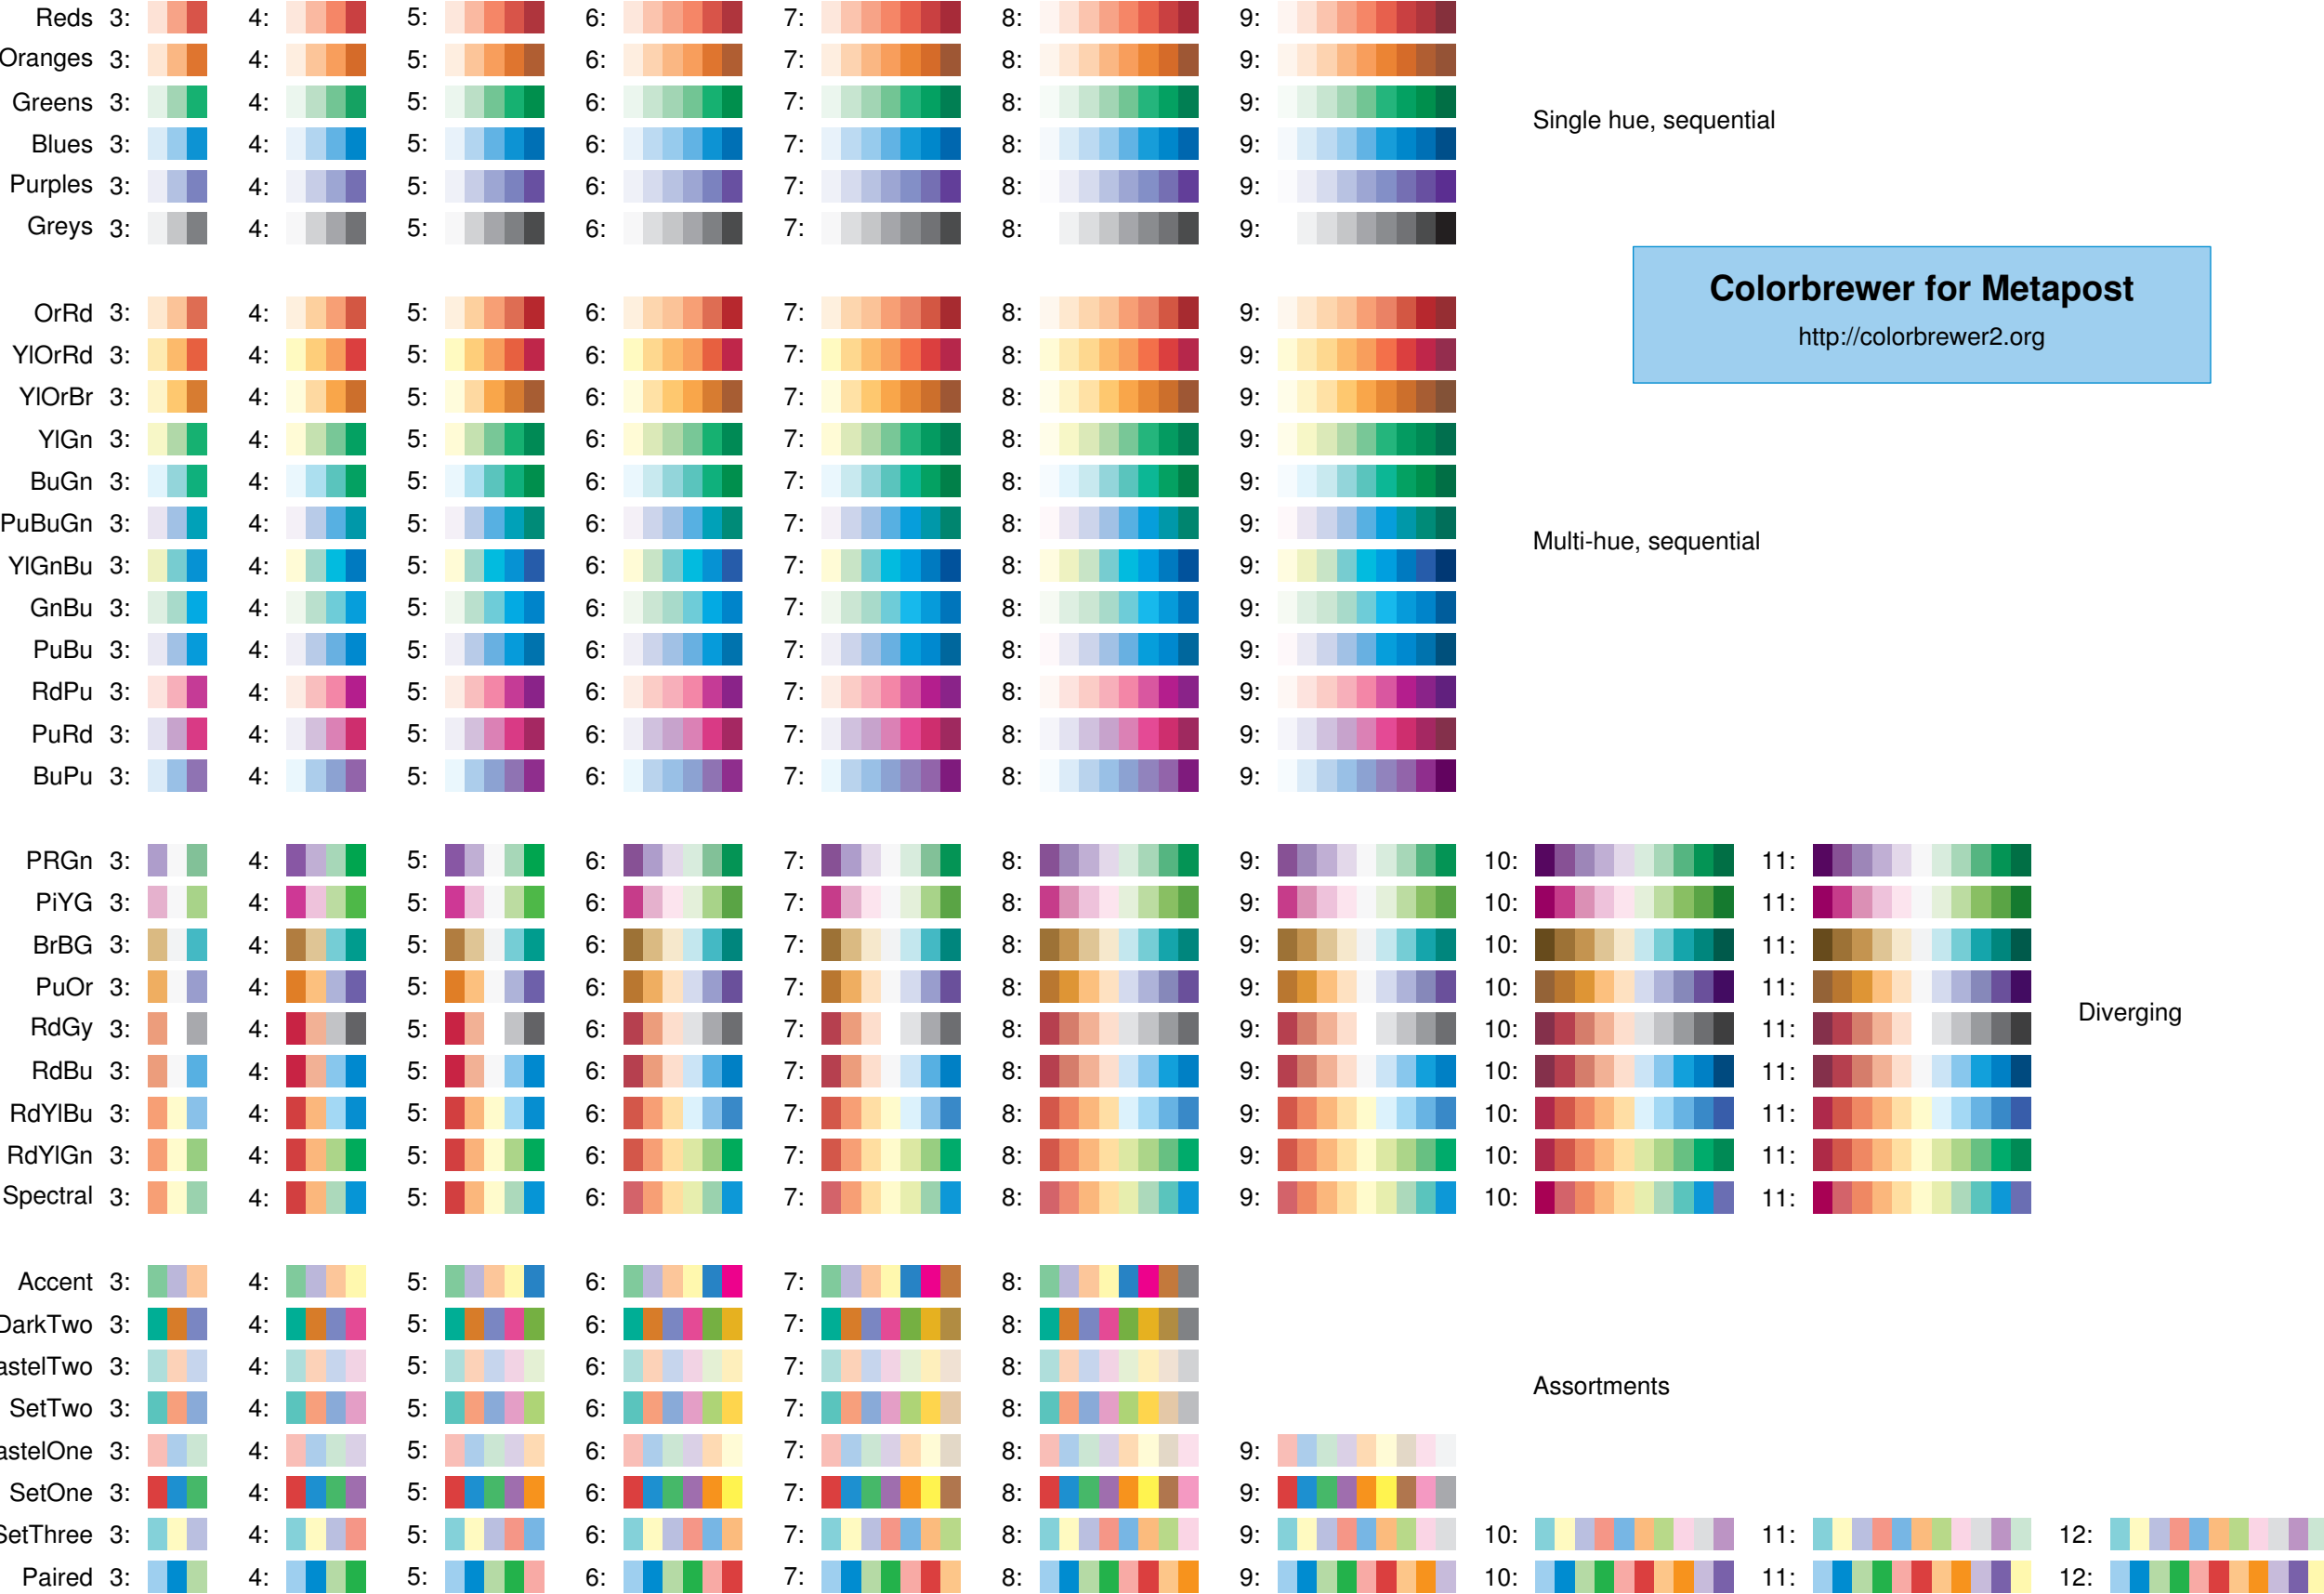 Reds 3: 4: 5: 6: 7: 8: 9:
Oranges 3: 4: 5: 6: 7: 8: 9:
Greens 3: 4: 5: 6: 7: 8: 9:
Single hue, sequential
Blues 3: 4: 5: 6: 7: 8: 9:
Purples 3: 4: 5: 6: 7: 8: 9:
Greys 3: 4: 5: 6: 7: 8: 9:
Colorbrewer for Metapost
http://colorbrewer2.org
OrRd 3: 4: 5: 6: 7: 8: 9:
YlOrRd 3: 4: 5: 6: 7: 8: 9:
YlOrBr 3: 4: 5: 6: 7: 8: 9:
YlGn 3: 4: 5: 6: 7: 8: 9:
BuGn 3: 4: 5: 6: 7: 8: 9:
PuBuGn 3: 4: 5: 6: 7: 8: 9:
Multi-hue, sequential
YlGnBu 3: 4: 5: 6: 7: 8: 9:
GnBu 3: 4: 5: 6: 7: 8: 9:
PuBu 3: 4: 5: 6: 7: 8: 9:
RdPu 3: 4: 5: 6: 7: 8: 9:
PuRd 3: 4: 5: 6: 7: 8: 9:
BuPu 3: 4: 5: 6: 7: 8: 9:
PRGn 3: 4: 5: 6: 7: 8: 9: 10: 11:
PiYG 3: 4: 5: 6: 7: 8: 9: 10: 11:
BrBG 3: 4: 5: 6: 7: 8: 9: 10: 11:
PuOr 3: 4: 5: 6: 7: 8: 9: 10: 11:
Diverging
RdGy 3: 4: 5: 6: 7: 8: 9: 10: 11:
RdBu 3: 4: 5: 6: 7: 8: 9: 10: 11:
RdYlBu 3: 4: 5: 6: 7: 8: 9: 10: 11:
RdYlGn 3: 4: 5: 6: 7: 8: 9: 10: 11:
Spectral 3: 4: 5: 6: 7: 8: 9: 10: 11:
Accent 3: 4: 5: 6: 7: 8:
DarkTwo 3: 4: 5: 6: 7: 8:
astelTwo 3: 4: 5: 6: 7: 8:
Assortments
SetTwo 3: 4: 5: 6: 7: 8:
astelOne 3: 4: 5: 6: 7: 8: 9:
SetOne 3: 4: 5: 6: 7: 8: 9:
SetThree 3: 4: 5: 6: 7: 8: 9: 10: 11: 12:
Paired 3: 4: 5: 6: 7: 8: 9: 10: 11: 12: